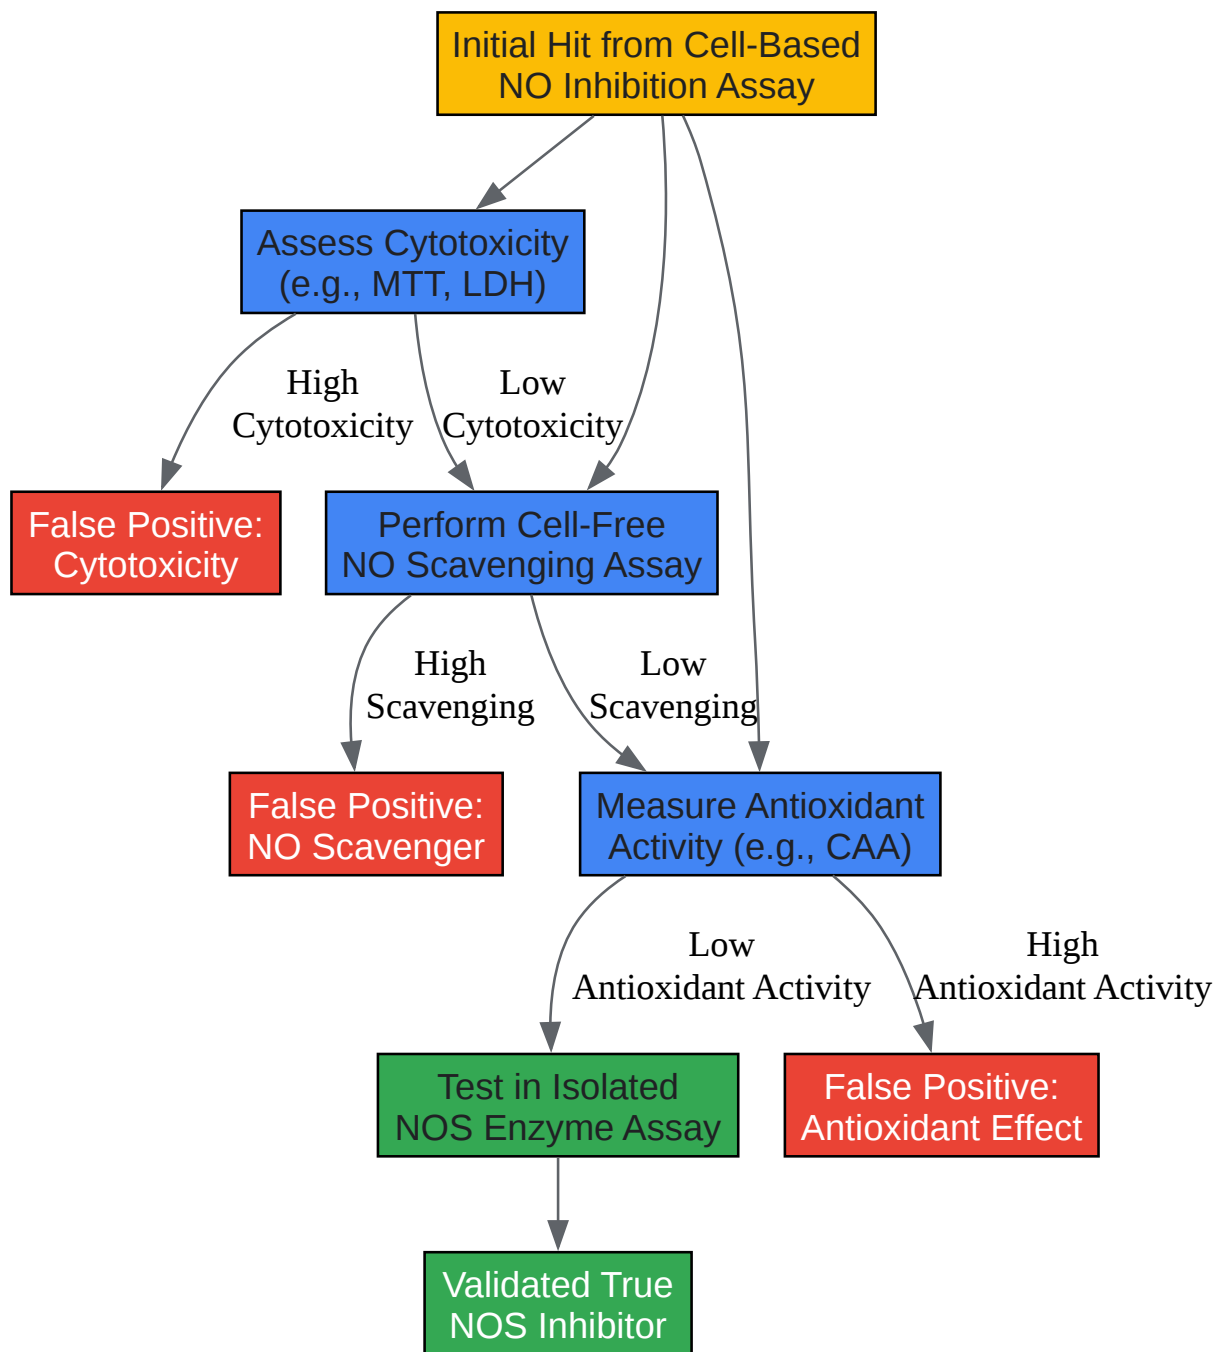 Initial Hit from Cell-Based
NO Inhibition Assay
Assess Cytotoxicity
(e.g., MTT, LDH)
High
Cytotoxicity
Low
Cytotoxicity
False Positive:
Cytotoxicity
Perform Cell-Free
NO Scavenging Assay
High
Scavenging
Low
Scavenging
False Positive:
NO Scavenger
Measure Antioxidant
Activity (e.g., CAA)
Low
Antioxidant Activity
High
Antioxidant Activity
Test in Isolated
NOS Enzyme Assay
False Positive:
Antioxidant Effect
Validated True
NOS Inhibitor